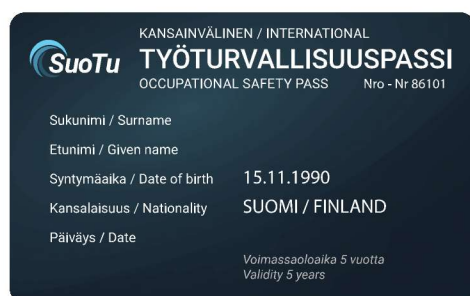 KANSAINVÄLINEN / INTERNATIONAL
SuoTu TYÖTURVALLISUUSPASSI
OCCUPATIONAL SAFETY PASS Nro - Nr 86101
Sukunimi / Surname
Etunimi / Given name
Syntymäaika / Date of birth 15.11.1990
Kansalaisuus / Nationality SUOMI / FINLAND
Päiväys / Date
Voimassaoloaika 5 vuotta
Validity 5 years